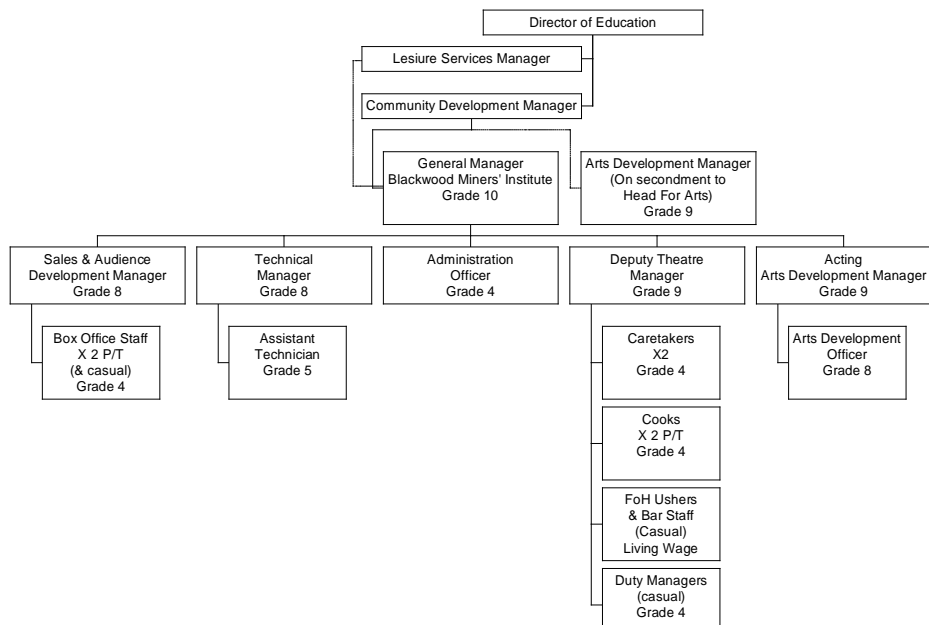 Director of Education
Lesiure Services Manager
Community Development Manager
General Manager
Blackwood Miners' Institute
Grade 10
Arts Development Manager
(On secondment to
Head For Arts)
Grade 9
Sales & Audience
Development Manager
Grade 8
Technical
Manager
Grade 8
Administration
Officer
Grade 4
Deputy Theatre
Manager
Grade 9
Acting
Arts Development Manager
Grade 9
Box Office Staff
X 2 P/T
(& casual)
Grade 4
Assistant
Technician
Grade 5
Caretakers
X2
Grade 4
Arts Development
Officer
Grade 8
Cooks
X 2 P/T
Grade 4
FoH Ushers
& Bar Staff
(Casual)
Living Wage
Duty Managers
(casual)
Grade 4